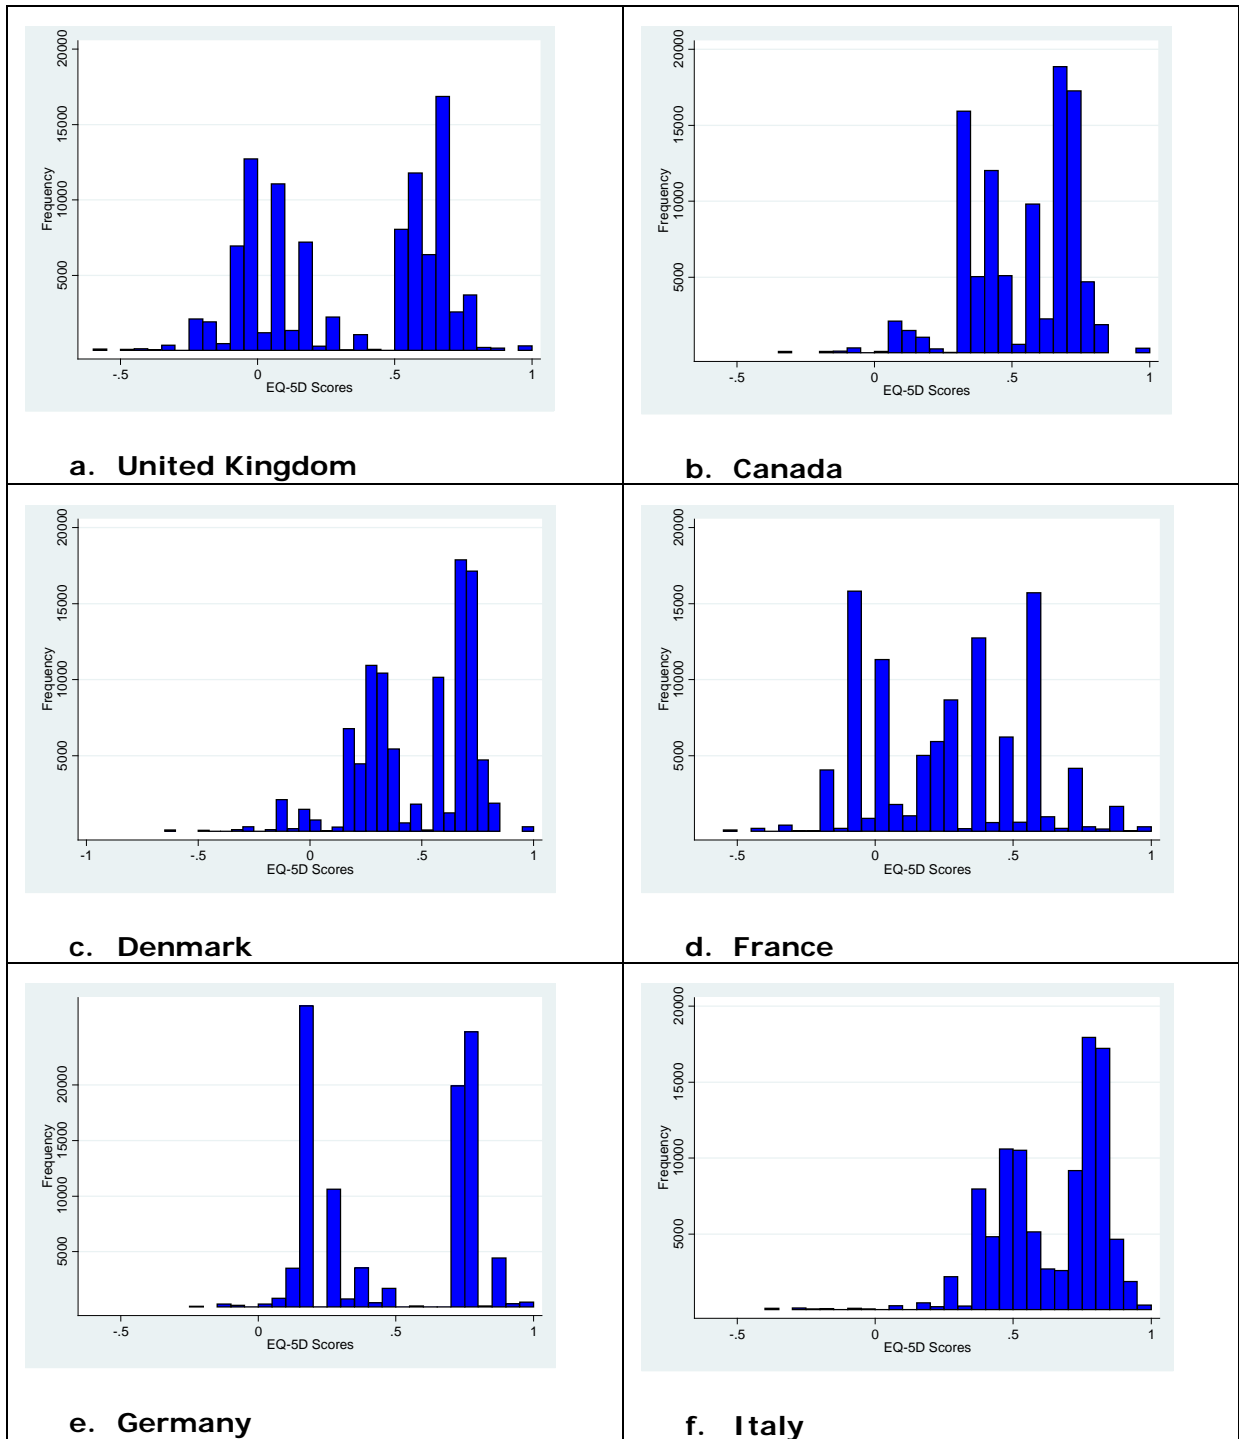 20000
15000
10000
5000
Frequency
-.5 0 .5 1
EQ-5D Scores
a. United Kingdom
20000
15000
10000
5000
Frequency
-.5 0 .5 1
EQ-5D Scores
b. Canada
20000
15000
10000
5000
Frequency
-1 -.5 0 .5 1
EQ-5D Scores
c. Denmark
20000
15000
10000
5000
Frequency
-.5 0 .5 1
EQ-5D Scores
d. France
20000
15000
10000
5000
Frequency
-.5 0 .5 1
EQ-5D Scores
e. Germany
20000
15000
10000
5000
Frequency
-.5 0 .5 1
EQ-5D Scores
f. Italy